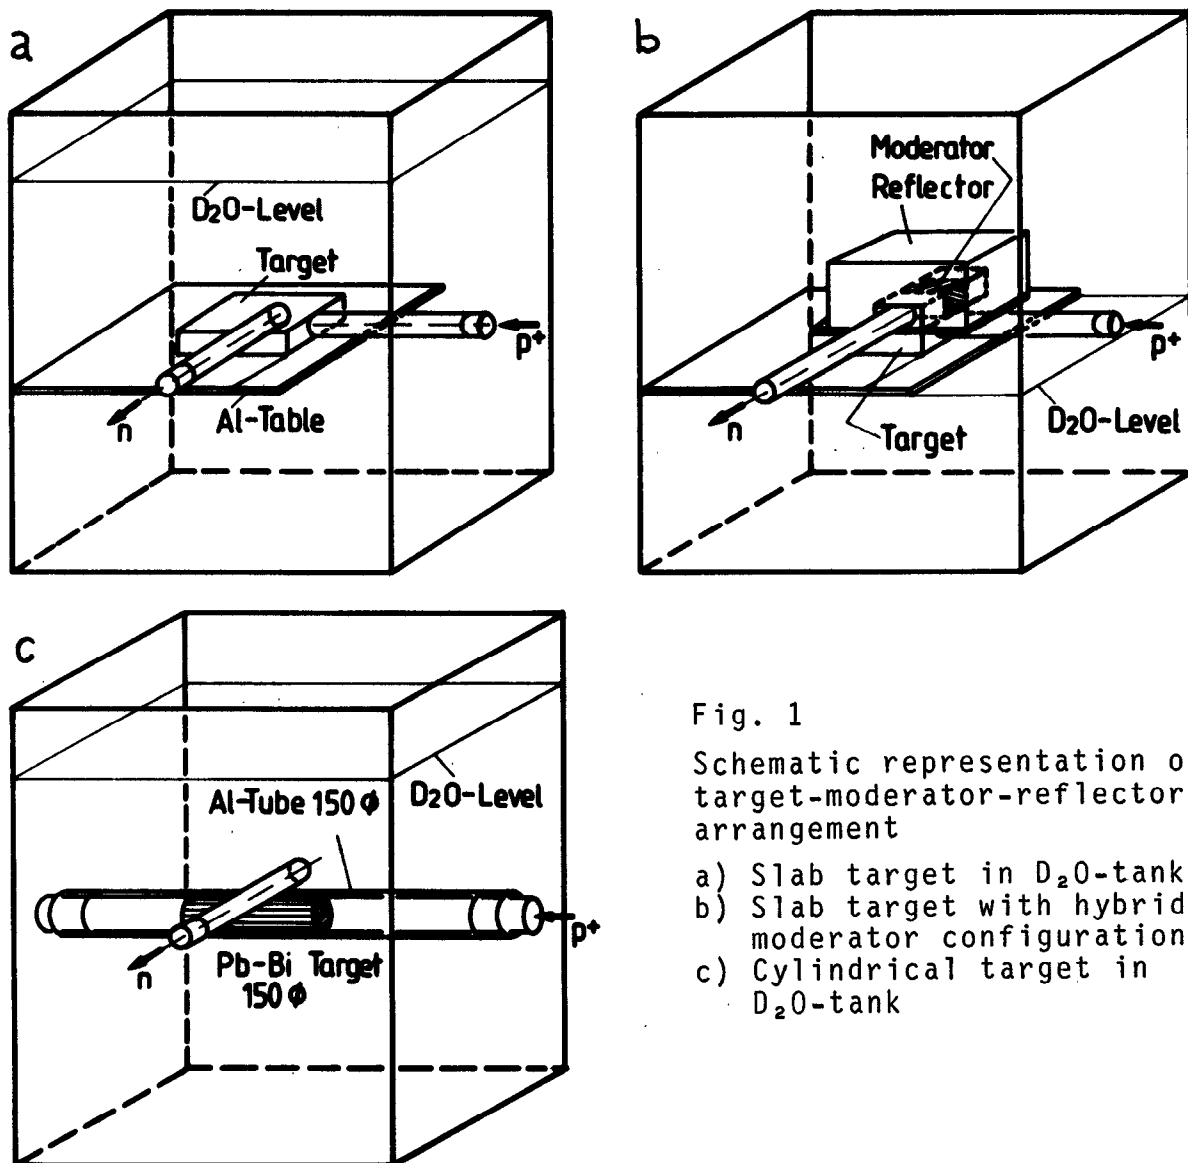 a
D₂O-Level
Target
n
Al-Table
p⁺
b
Moderator
Reflector
n
Target
D₂O-Level
p⁺
c
Al-Tube 150 ϕ
D₂O-Level
n
Pb-Bi Target
150 ϕ
p⁺
Fig. 1
Schematic representation o
target-moderator-reflector
arrangement
a) Slab target in D₂O-tank
b) Slab target with hybrid
moderator configuration
c) Cylindrical target in
D₂O-tank